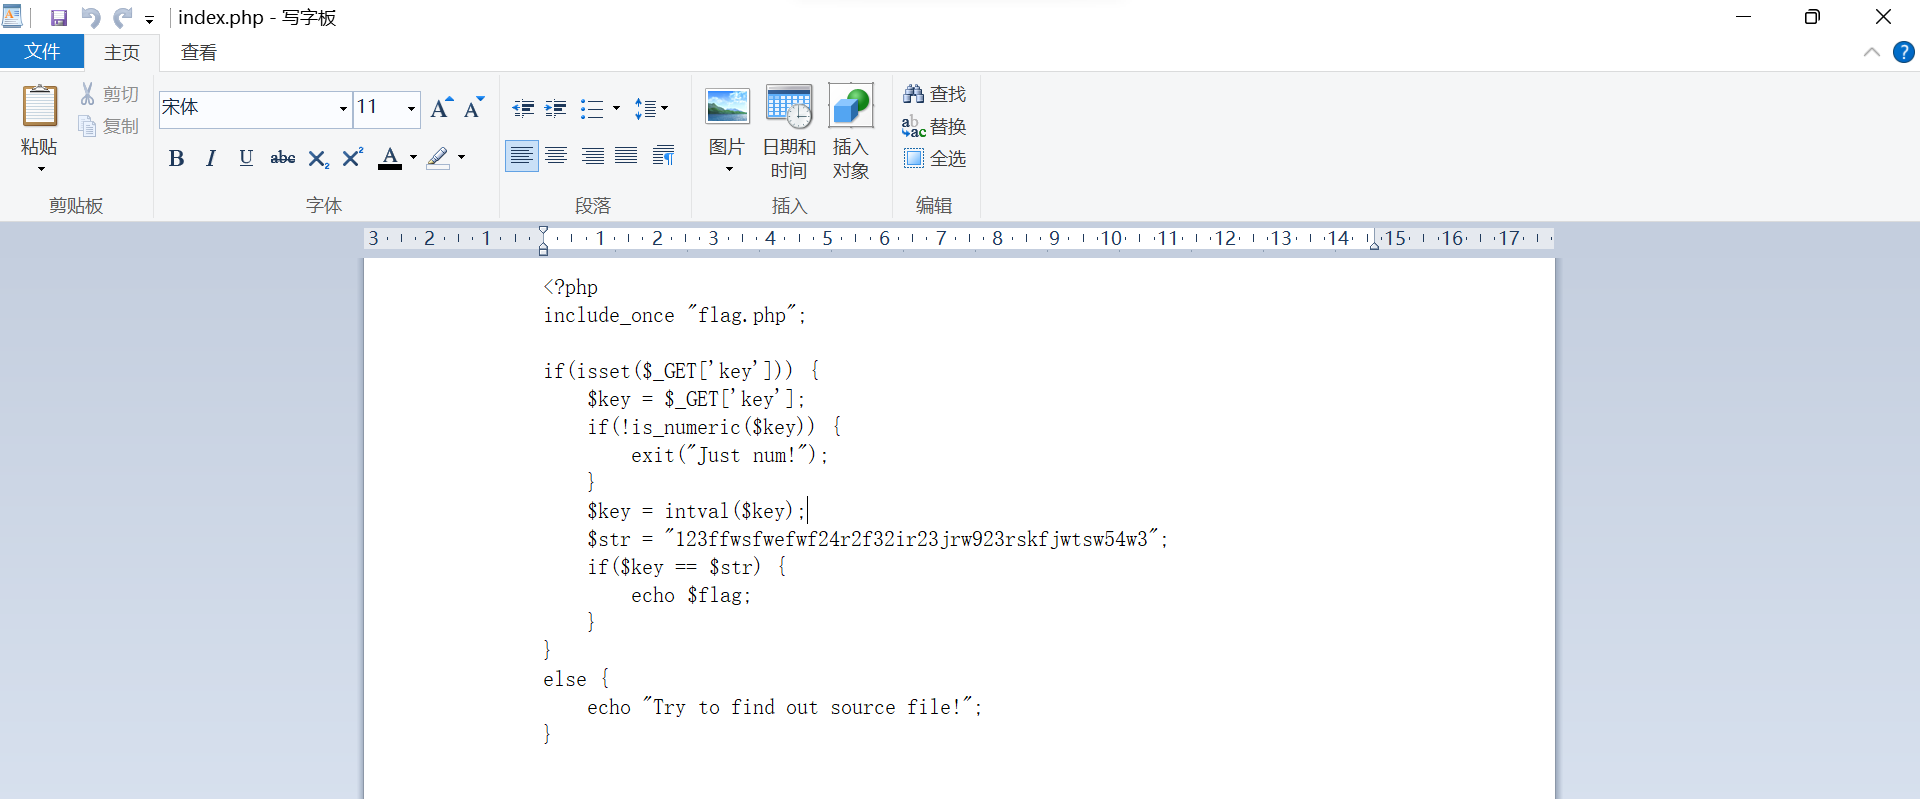 index.php - 写字板
文件 主页 查看
粘贴
剪切
复制
剪贴板
宋体 11
B I U abc X₂ X² A
字体
段落
图片
日期和时间
插入对象
插入
查找
替换
全选
编辑
3 2 1 1 2 3 4 5 6 7 8 9 10 11 12 13 14 15 16 17
<?php
include_once "flag.php";
if(isset($_GET['key'])) {
    $key = $_GET['key'];
    if(!is_numeric($key)) {
        exit("Just num!");
    }
    $key = intval($key);
    $str = "123ffwsfwefwf24r2f32ir23jrw923rskfjwtsw54w3";
    if($key == $str) {
        echo $flag;
    }
}
else {
    echo "Try to find out source file!";
}